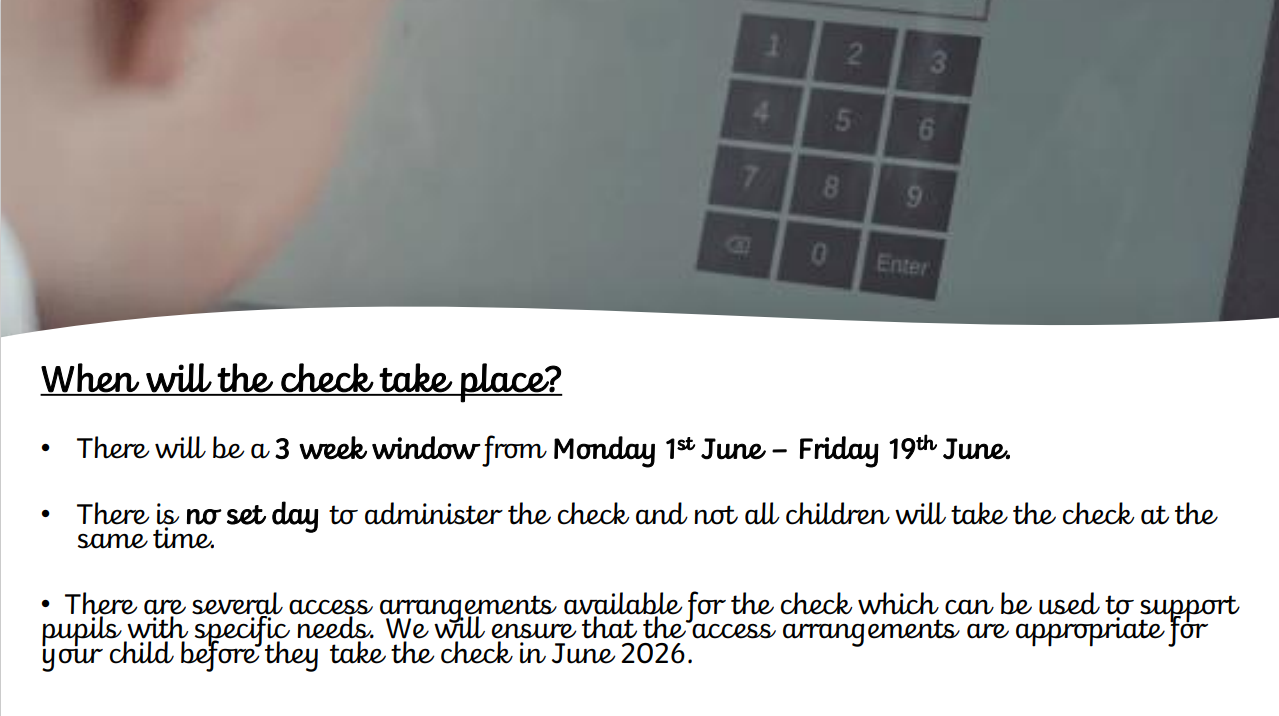 1 2 3
4 5 6
7 8 9
0 Enter
When will the check take place?
• There will be a 3 week window from Monday 1st June – Friday 19th June.
• There is no set day to administer the check and not all children will take the check at the
same time.
• There are several access arrangements available for the check which can be used to support
pupils with specific needs. We will ensure that the access arrangements are appropriate for
your child before they take the check in June 2026.